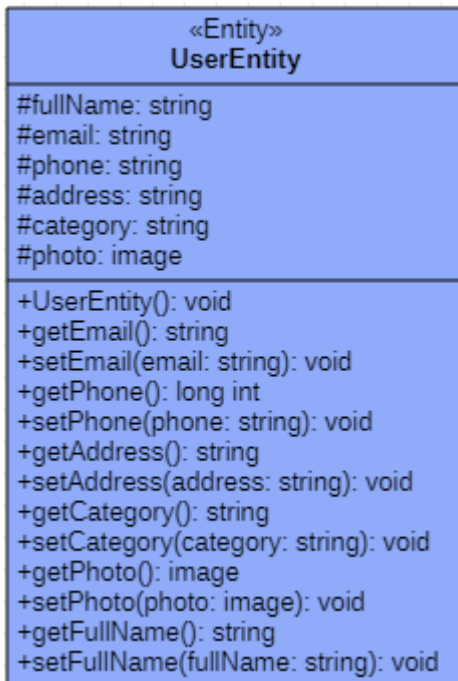 «Entity»
UserEntity
#fullName: string
#email: string
#phone: string
#address: string
#category: string
#photo: image
+UserEntity(): void
+getEmail(): string
+setEmail(email: string): void
+getPhone(): long int
+setPhone(phone: string): void
+getAddress(): string
+setAddress(address: string): void
+getCategory(): string
+setCategory(category: string): void
+getPhoto(): image
+setPhoto(photo: image): void
+getFullName(): string
+setFullName(fullName: string): void